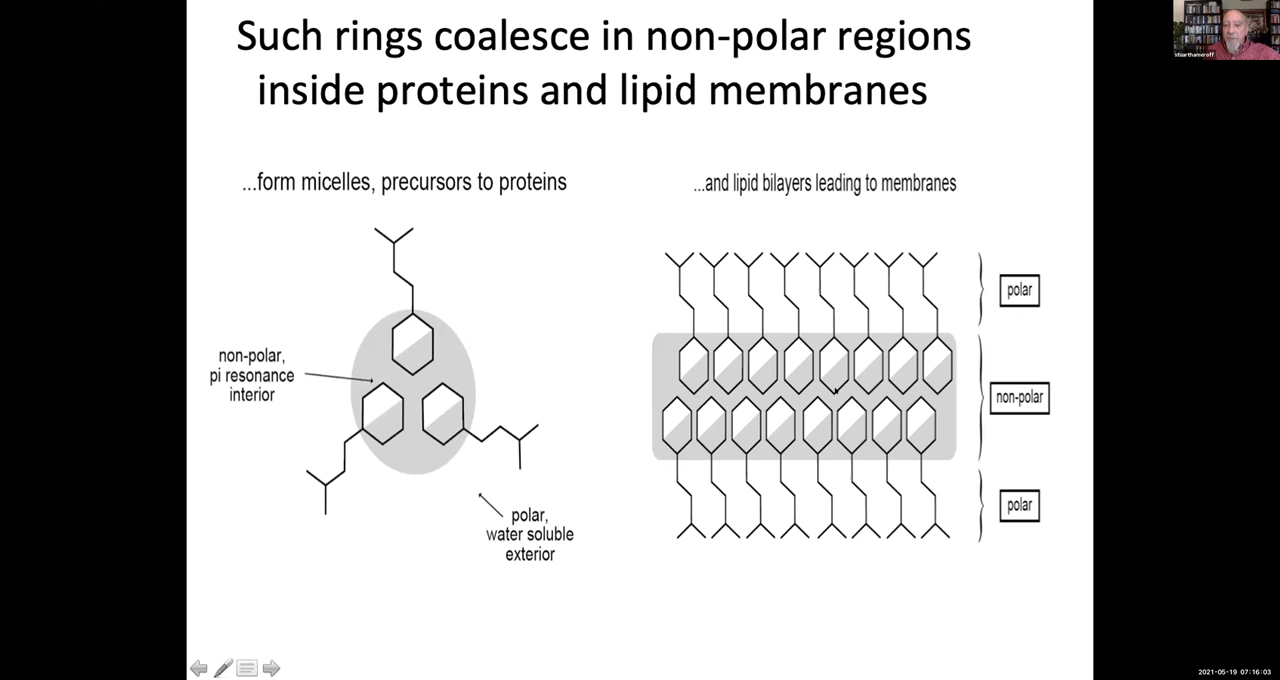 Such rings coalesce in non-polar regions
inside proteins and lipid membranes
...form micelles, precursors to proteins
...and lipid bilayers leading to membranes
non-polar,
pi resonance
interior
polar,
water soluble
exterior
polar
non-polar
polar
stuarthameroff
2021-05-19 07:16:03